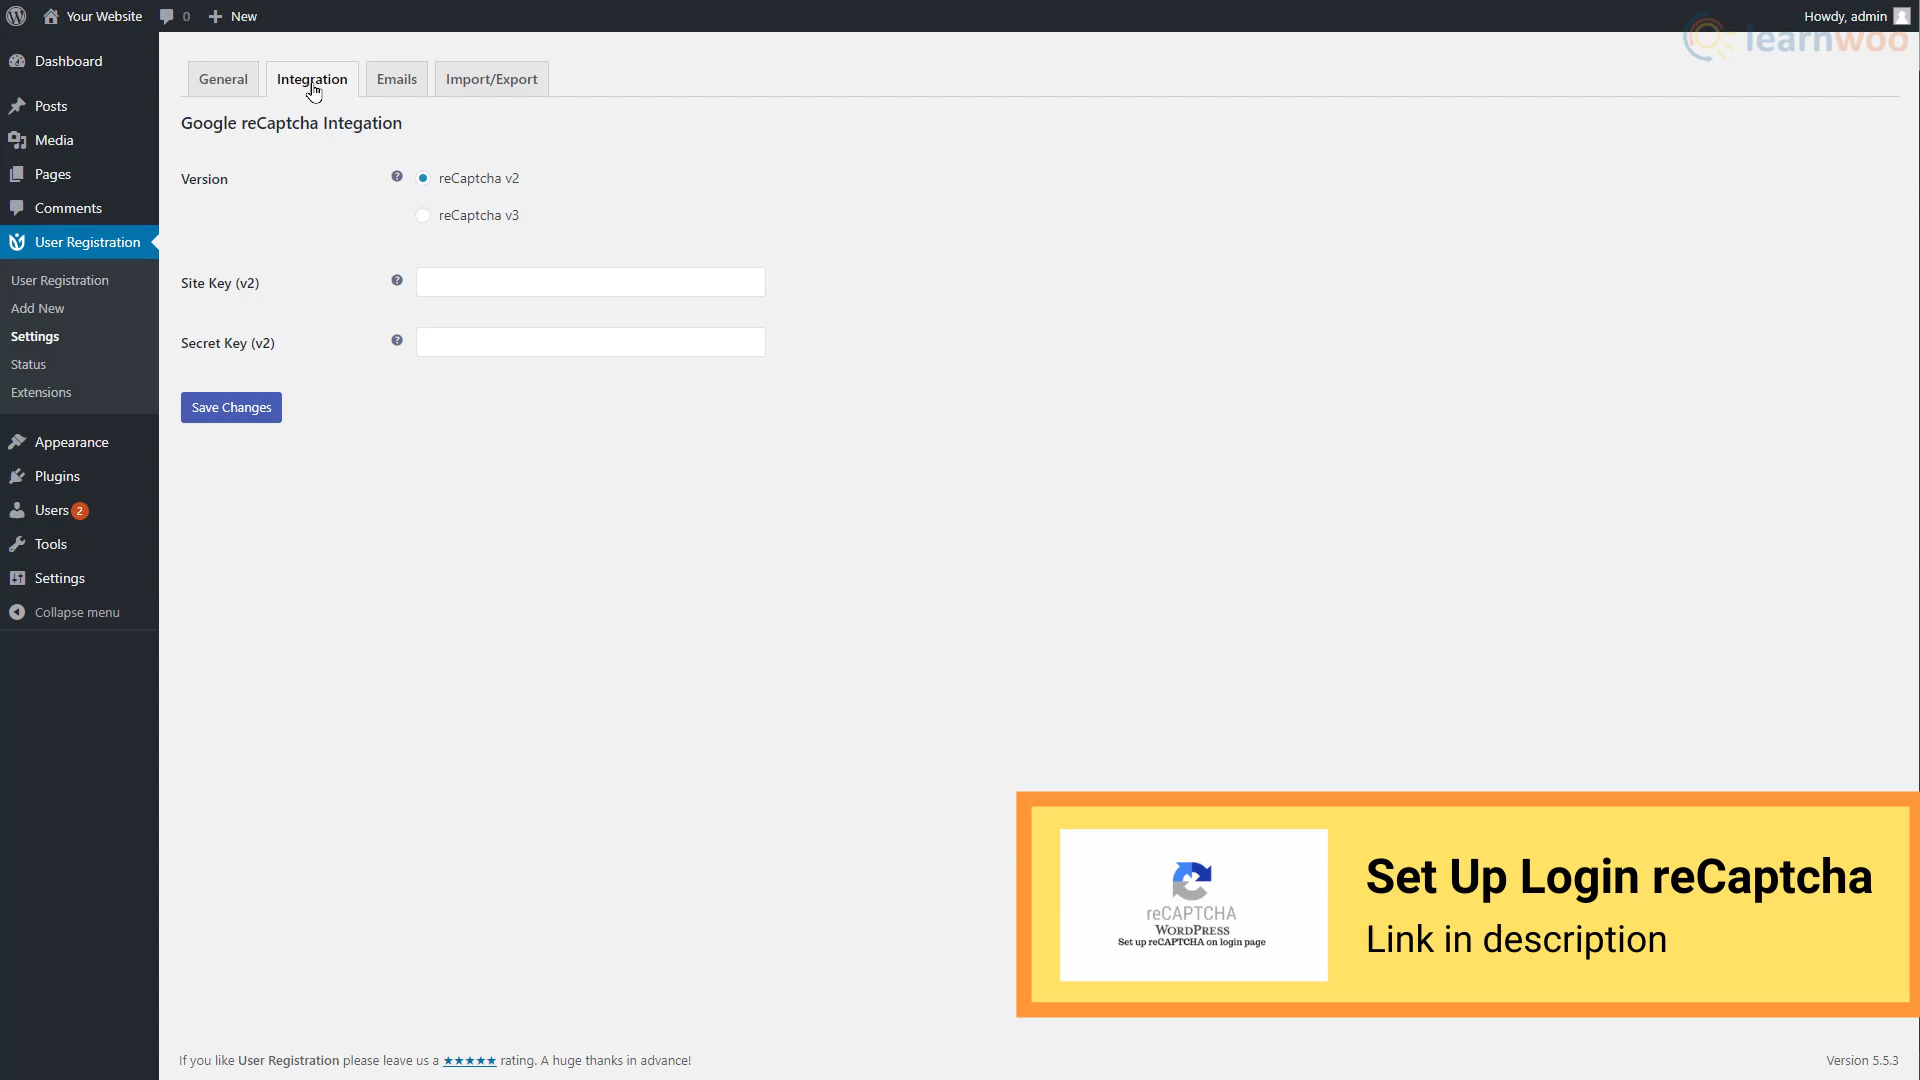 Your Website
0
New
Howdy, admin
learnwoo
Dashboard
Posts
Media
Pages
Comments
User Registration
User Registration
Add New
Settings
Status
Extensions
Appearance
Plugins
Users 2
Tools
Settings
Collapse menu
General
Integration
Emails
Import/Export
Google reCaptcha Integation
Version
reCaptcha v2
reCaptcha v3
Site Key (v2)
Secret Key (v2)
Save Changes
reCAPTCHA
WORDPRESS
Set up reCAPTCHA on login page
Set Up Login reCaptcha
Link in description
If you like User Registration please leave us a ★★★★★ rating. A huge thanks in advance!
Version 5.5.3